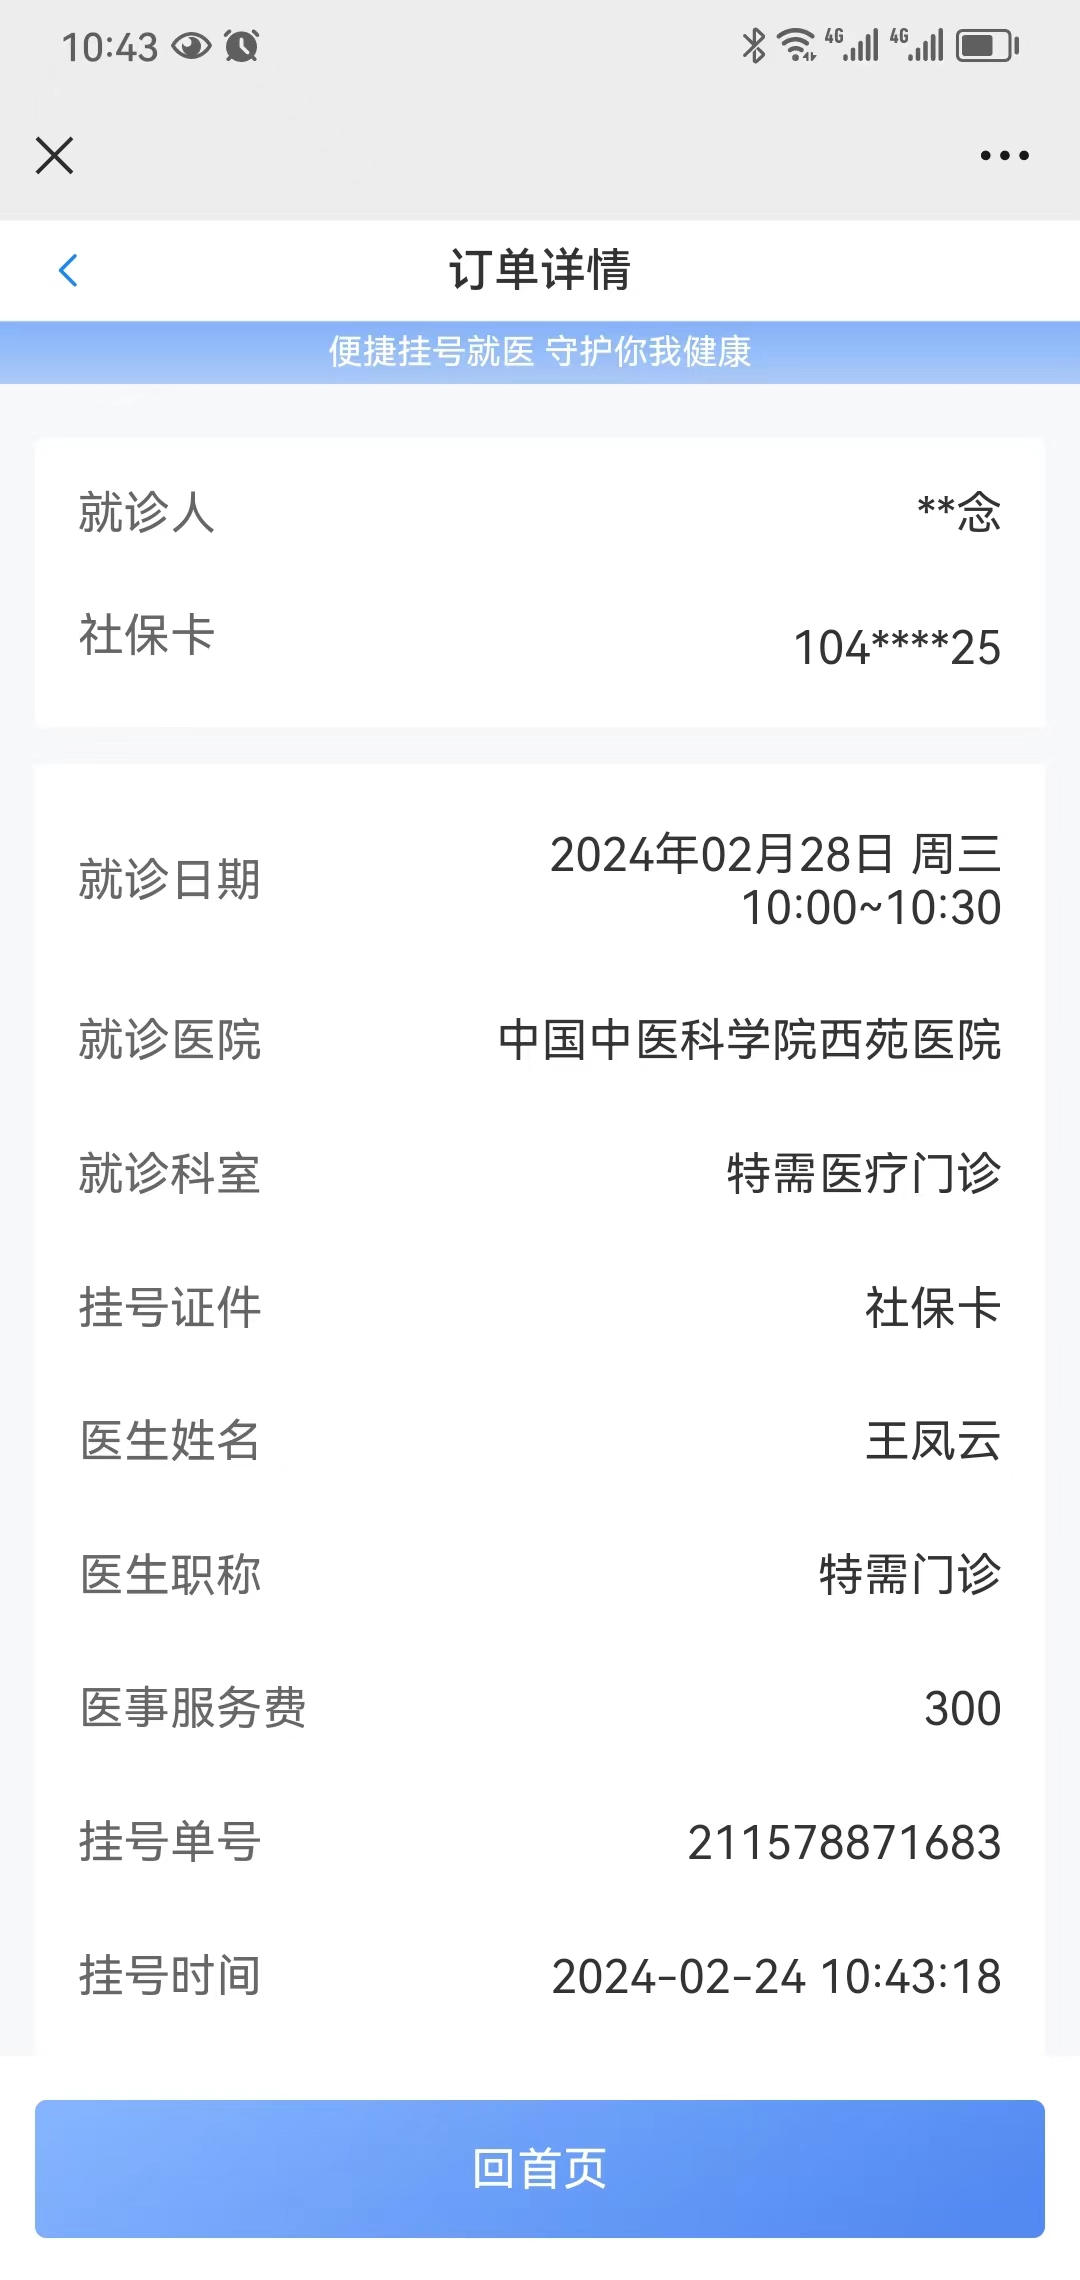 10:43
4G 4G
订单详情
便捷挂号就医 守护你我健康
就诊人 **念
社保卡 104****25
就诊日期 2024年02月28日 周三
10:00~10:30
就诊医院 中国中医科学院西苑医院
就诊科室 特需医疗门诊
挂号证件 社保卡
医生姓名 王凤云
医生职称 特需门诊
医事服务费 300
挂号单号 211578871683
挂号时间 2024-02-24 10:43:18
回首页